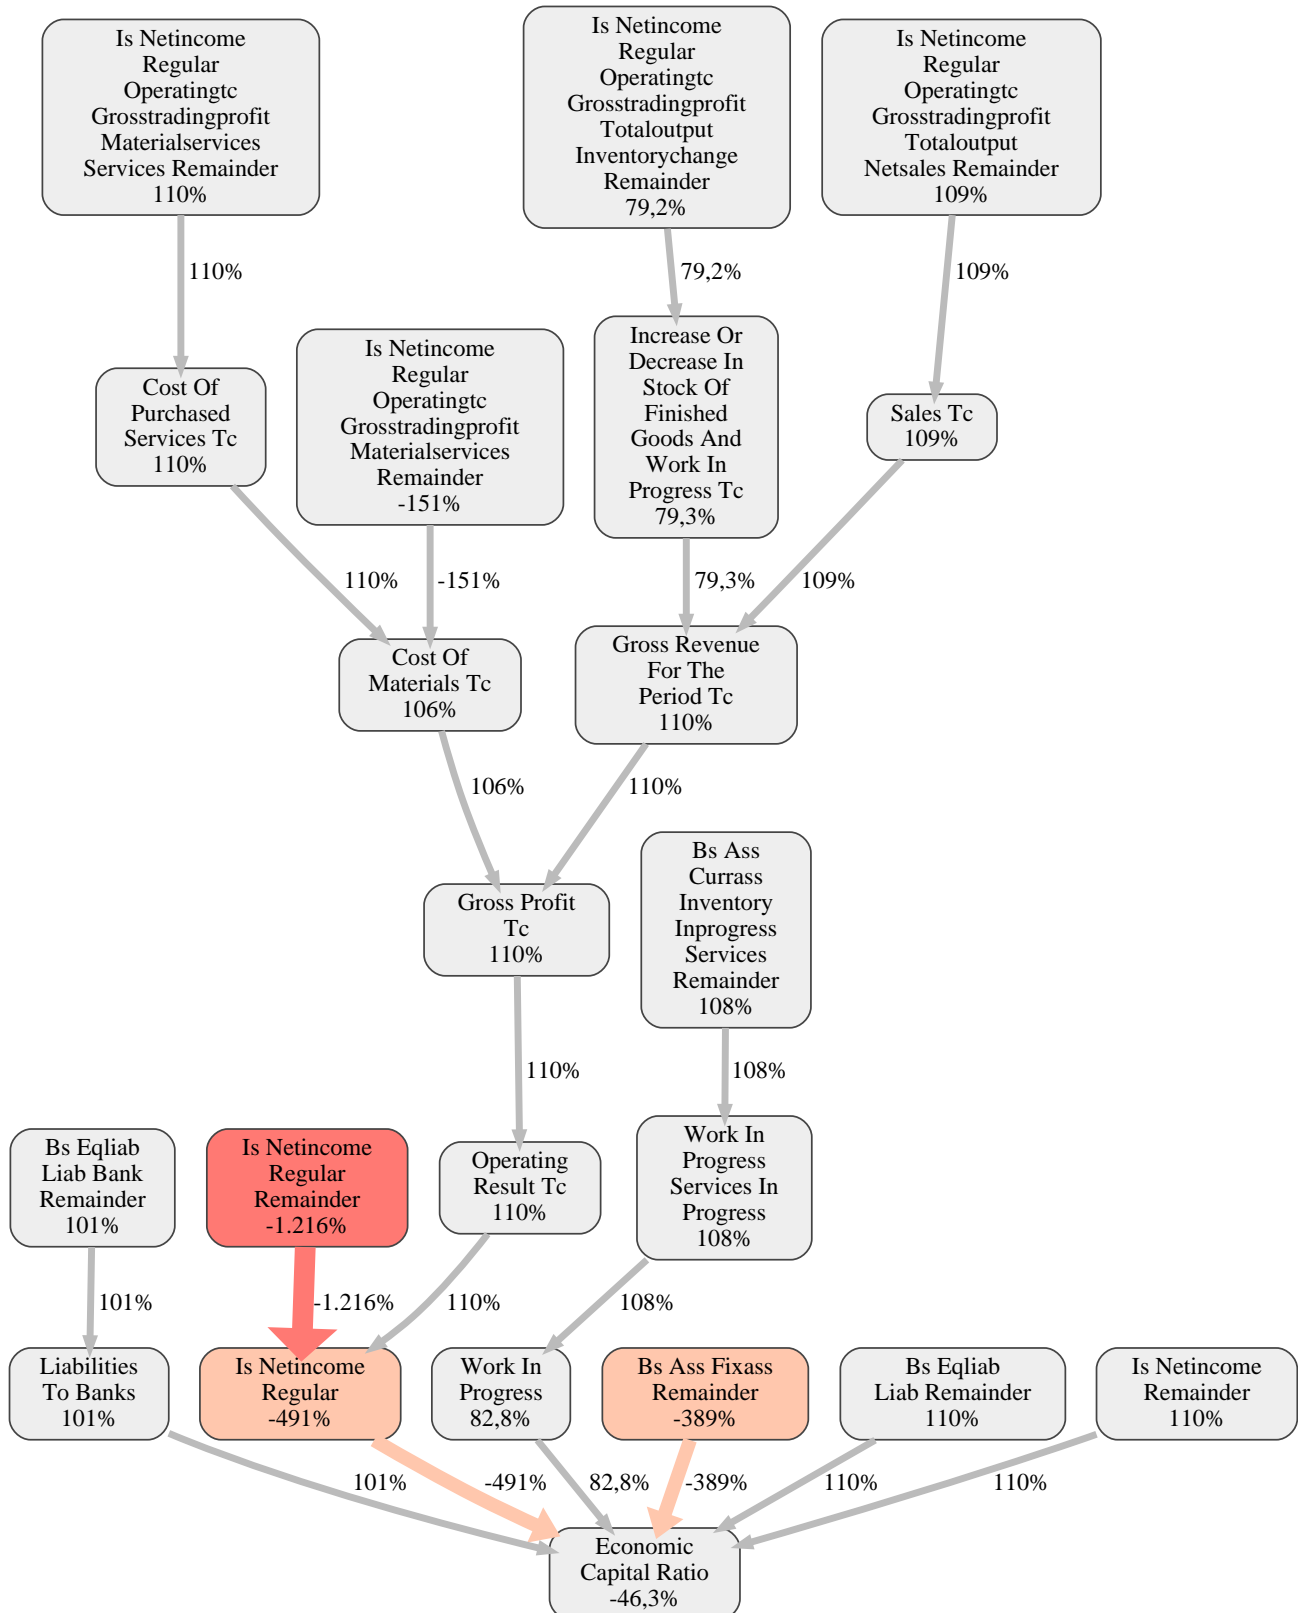 Is Netincome
Regular
Operatingtc
Grosstradingprofit
Materialservices
Services Remainder
110%
Is Netincome
Regular
Operatingtc
Grosstradingprofit
Totaloutput
Inventorychange
Remainder
79,2%
Is Netincome
Regular
Operatingtc
Grosstradingprofit
Totaloutput
Netsales Remainder
109%
110%
79,2%
109%
Cost Of
Purchased
Services Tc
110%
Is Netincome
Regular
Operatingtc
Grosstradingprofit
Materialservices
Remainder
-151%
Increase Or
Decrease In
Stock Of
Finished
Goods And
Work In
Progress Tc
79,3%
Sales Tc
109%
110%
-151%
79,3%
109%
Cost Of
Materials Tc
106%
Gross Revenue
For The
Period Tc
110%
106%
110%
Gross Profit
Tc
110%
Bs Ass
Currass
Inventory
Inprogress
Services
Remainder
108%
110%
108%
Bs Eqliab
Liab Bank
Remainder
101%
Is Netincome
Regular
Remainder
-1.216%
Operating
Result Tc
110%
Work In
Progress
Services In
Progress
108%
101%
-1.216%
110%
108%
Liabilities
To Banks
101%
Is Netincome
Regular
-491%
Work In
Progress
82,8%
Bs Ass Fixass
Remainder
-389%
Bs Eqliab
Liab Remainder
110%
Is Netincome
Remainder
110%
101%
-491%
82,8%
-389%
110%
110%
Economic
Capital Ratio
-46,3%